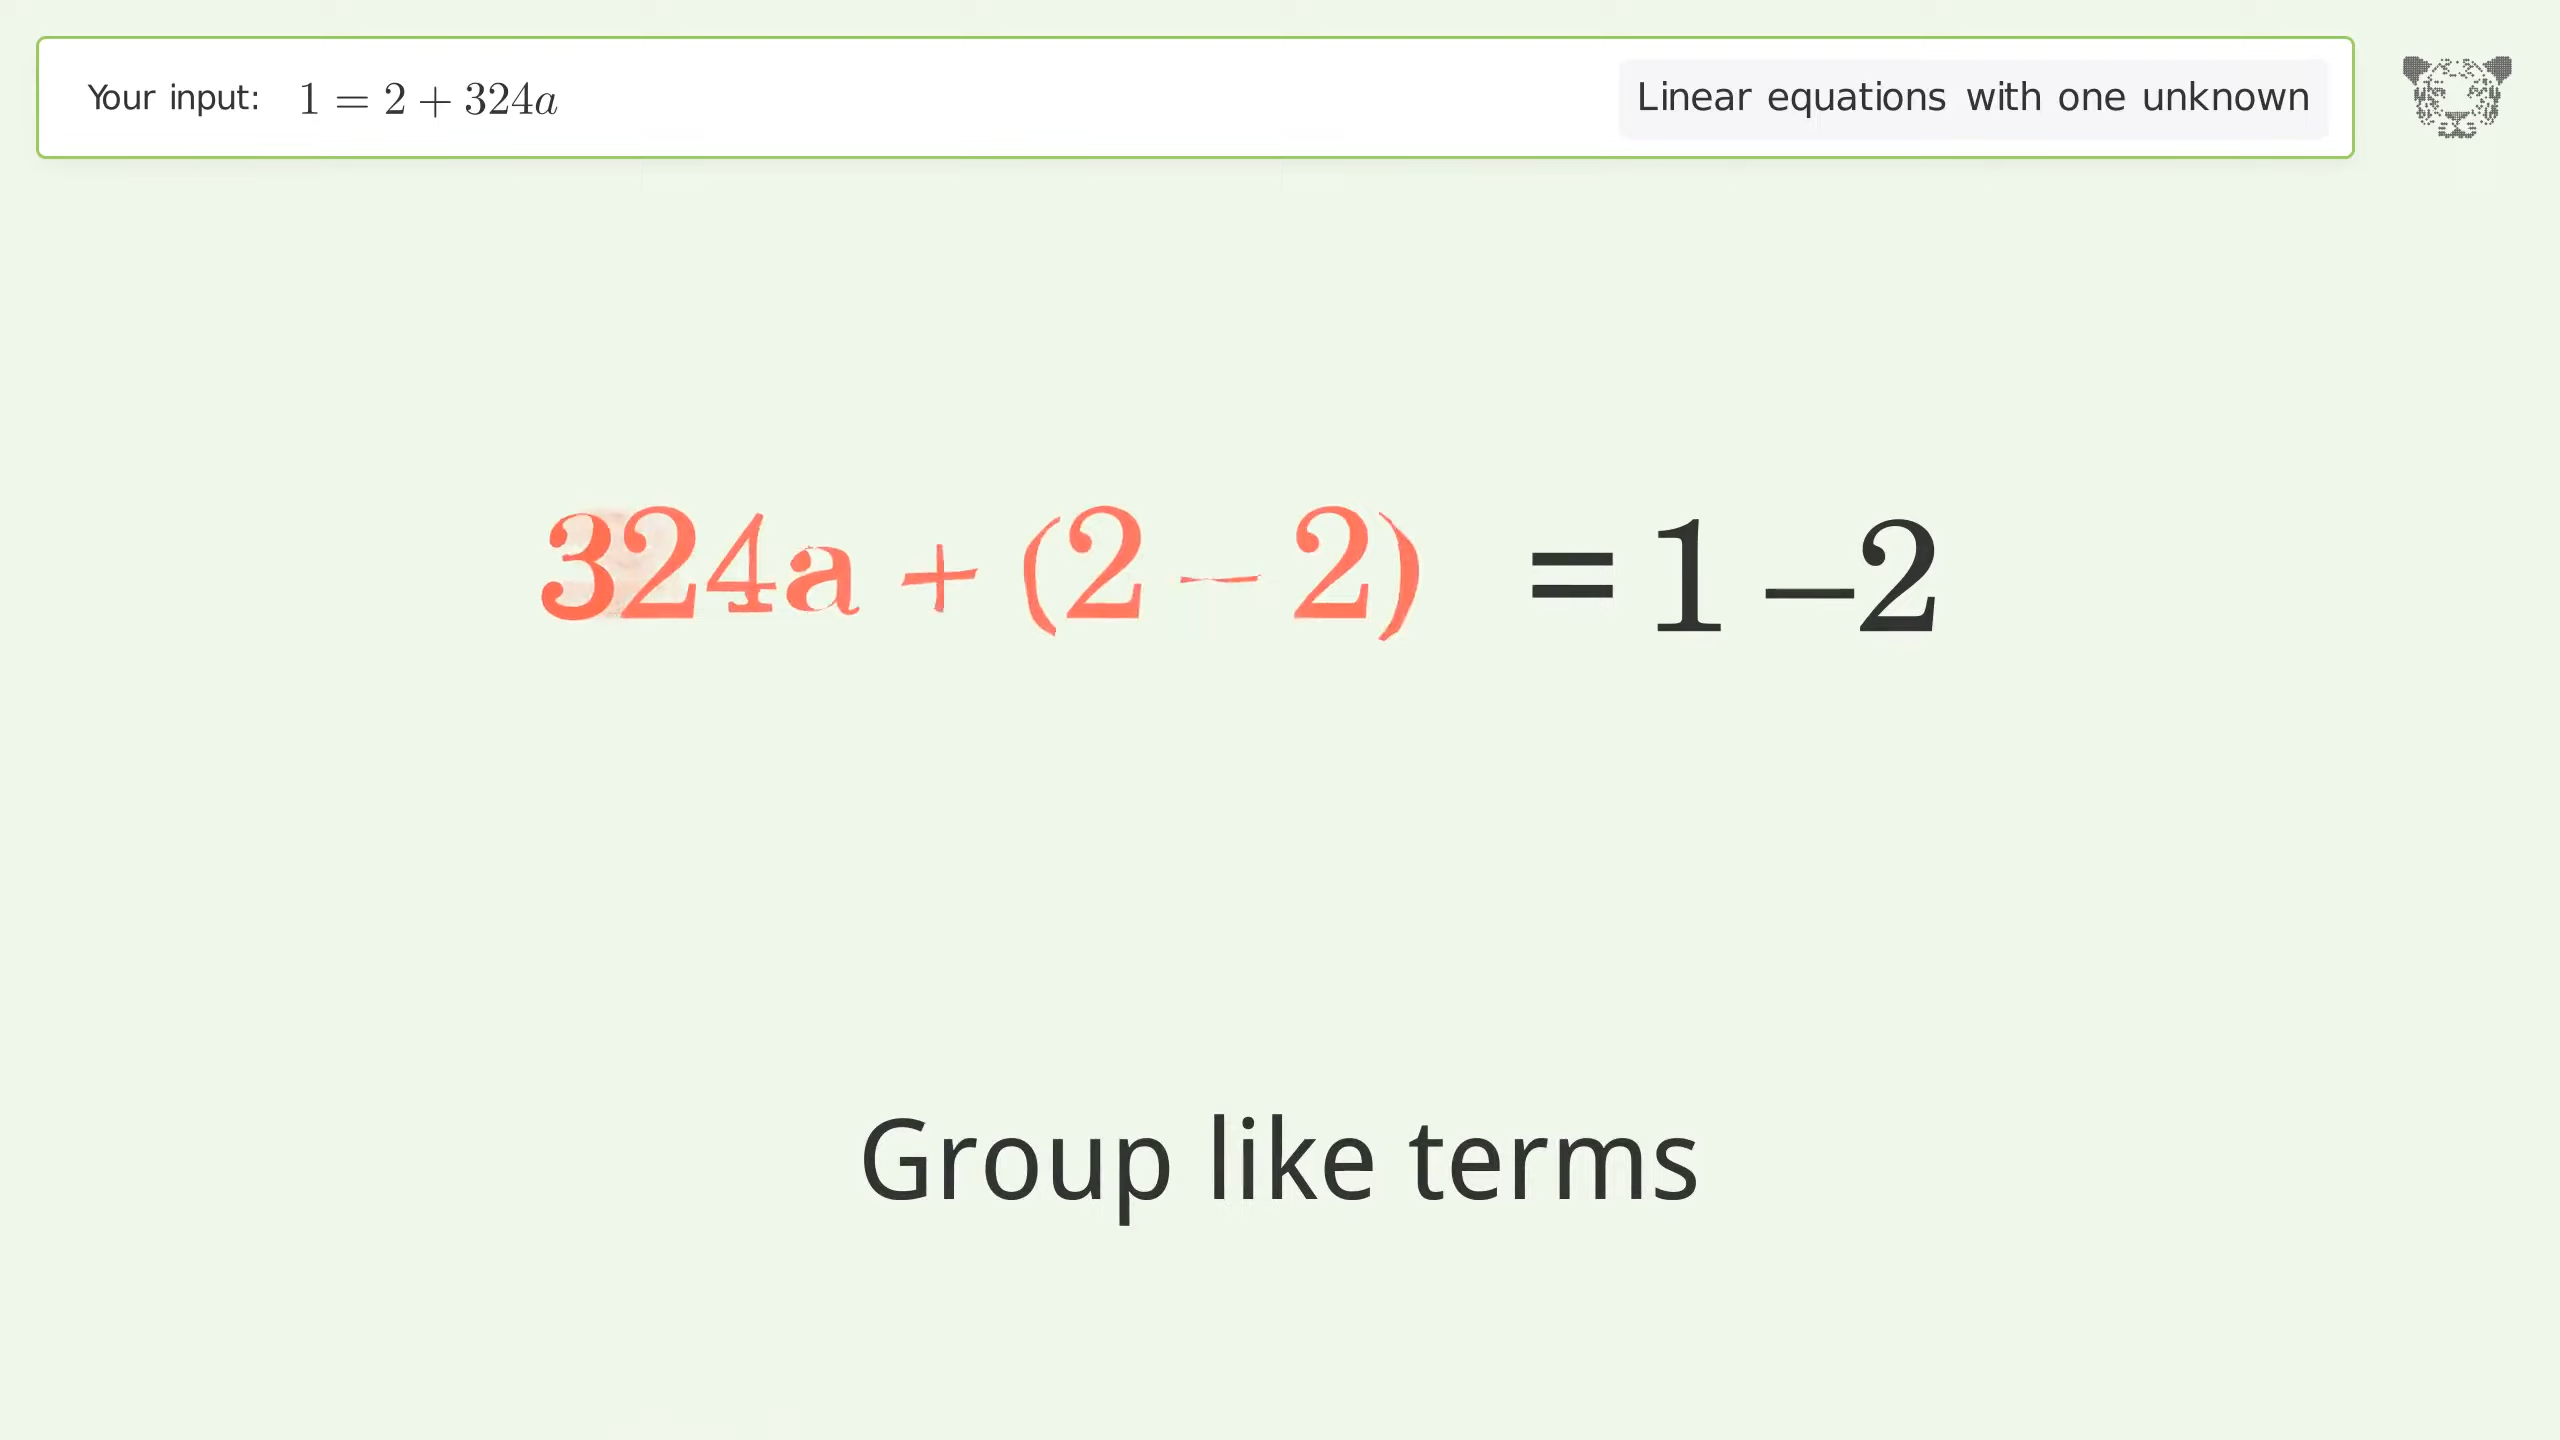 Your input: 1 = 2 + 324a
Linear equations with one unknown
324a + (2 − 2) = 1 −2
Group like terms